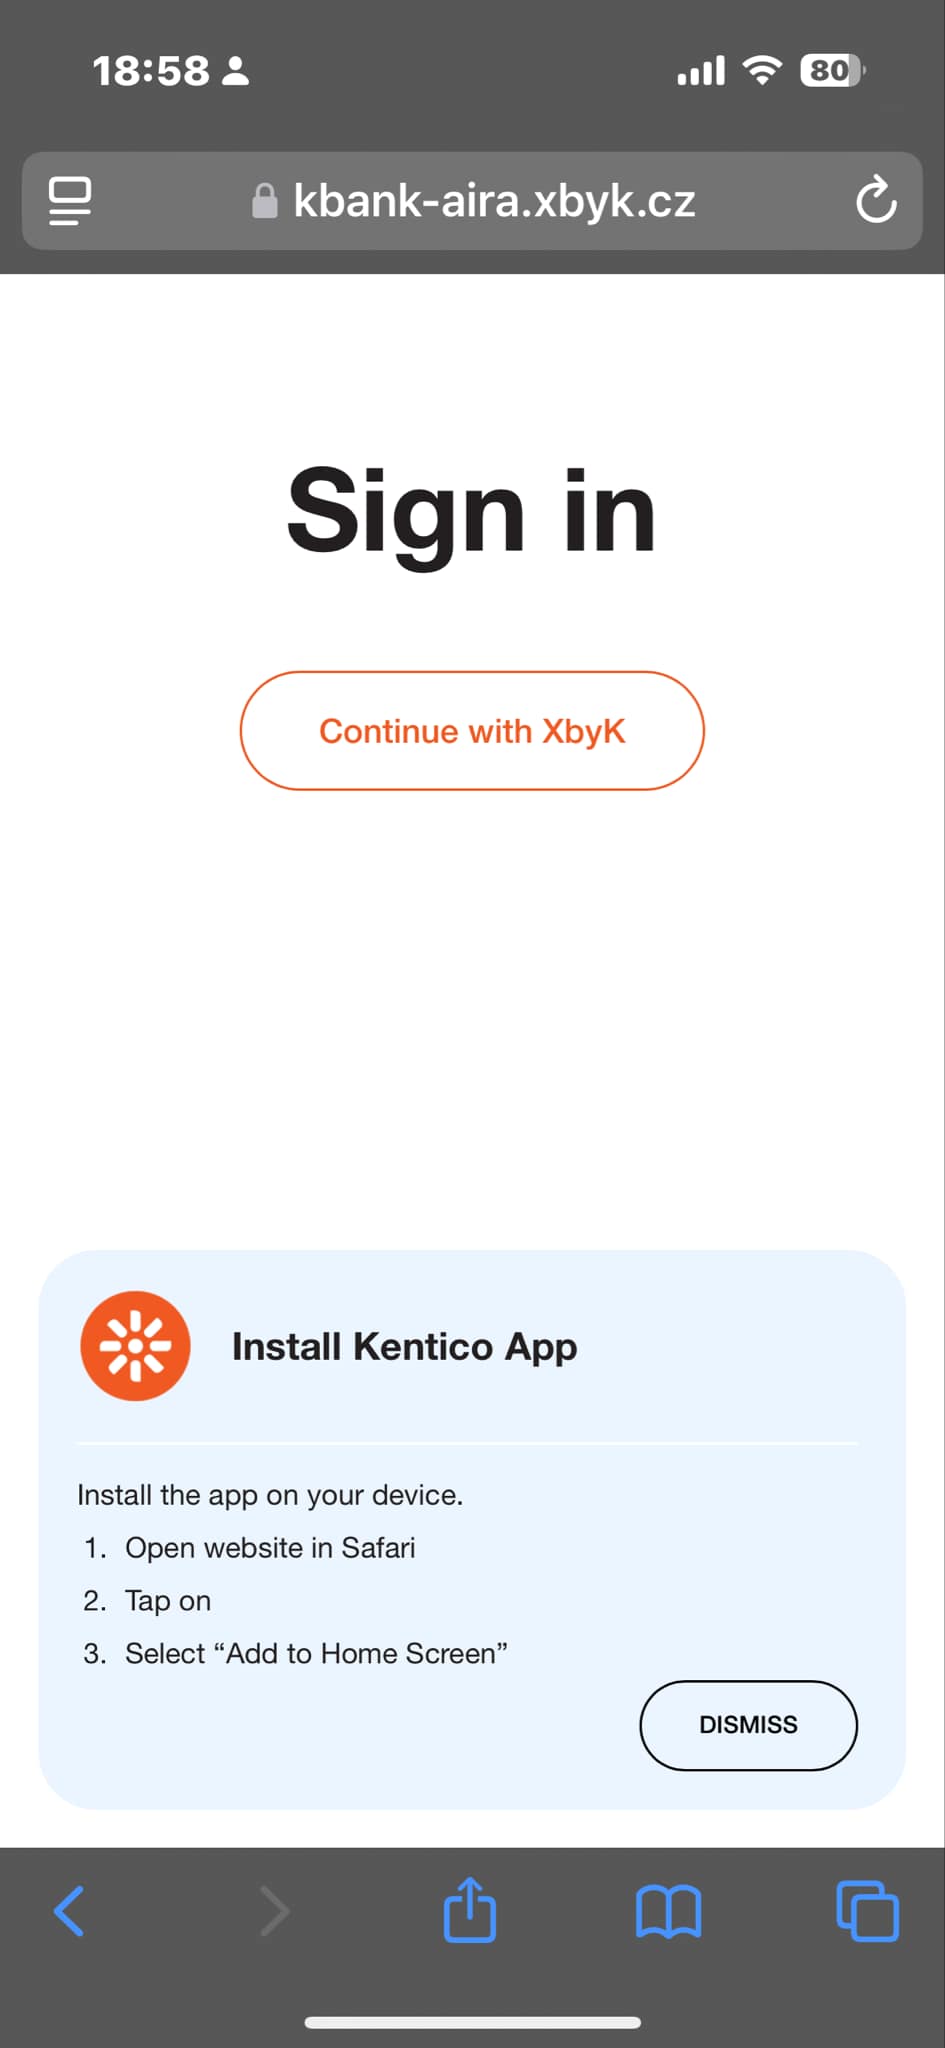 18:58
80
kbank-aira.xbyk.cz
Sign in
Continue with XbyK
Install Kentico App
Install the app on your device.
1. Open website in Safari
2. Tap on
3. Select “Add to Home Screen”
DISMISS